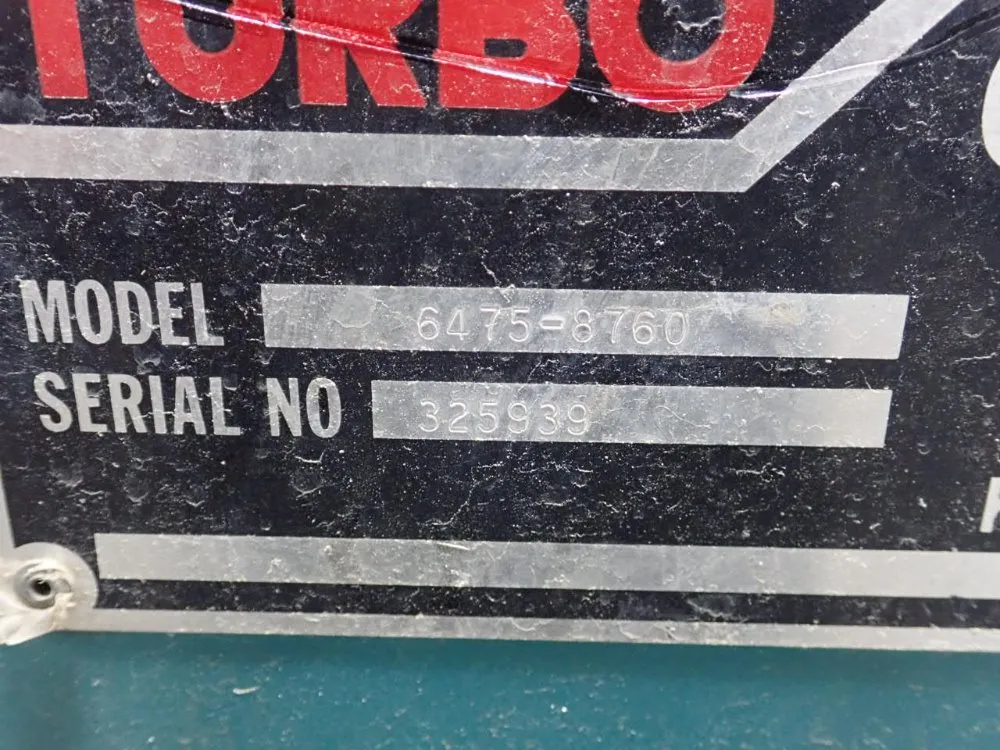 TURBO
MODEL 6475-8760
SERIAL NO 325939